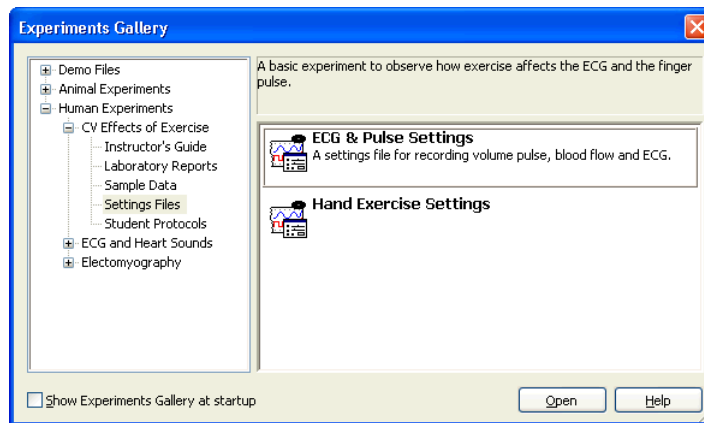 Experiments Gallery
Demo Files
Animal Experiments
Human Experiments
CV Effects of Exercise
Instructor's Guide
Laboratory Reports
Sample Data
Settings Files
Student Protocols
ECG and Heart Sounds
Electomyography
A basic experiment to observe how exercise affects the ECG and the finger
pulse.
ECG & Pulse Settings
A settings file for recording volume pulse, blood flow and ECG.
Hand Exercise Settings
Show Experiments Gallery at startup
Open
Help